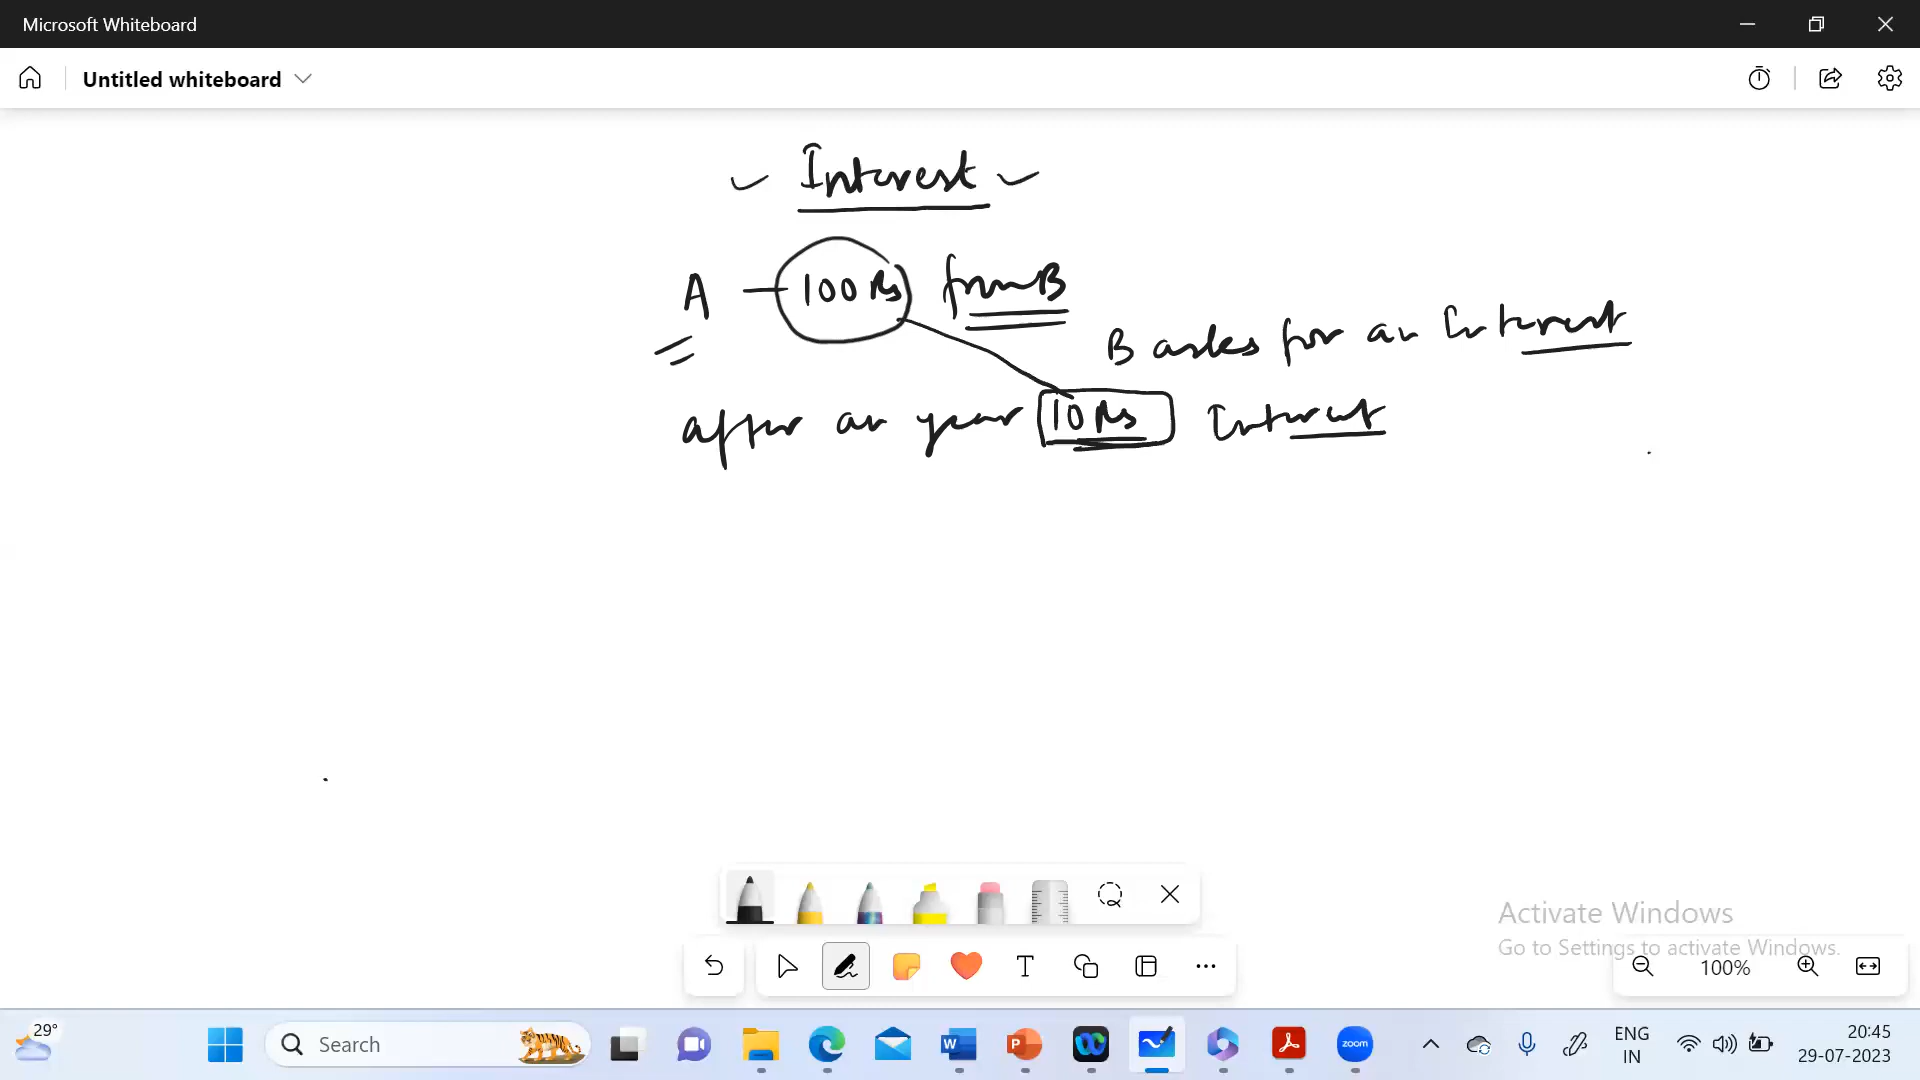 Microsoft Whiteboard
Untitled whiteboard
Interest
A - 100 Rs from B
B asks for an Interest
after an year 10 Rs Interest
Activate Windows
Go to Settings to activate Windows.
100%
29°
Search
W
P
zoom
ENG
IN
20:45
29-07-2023